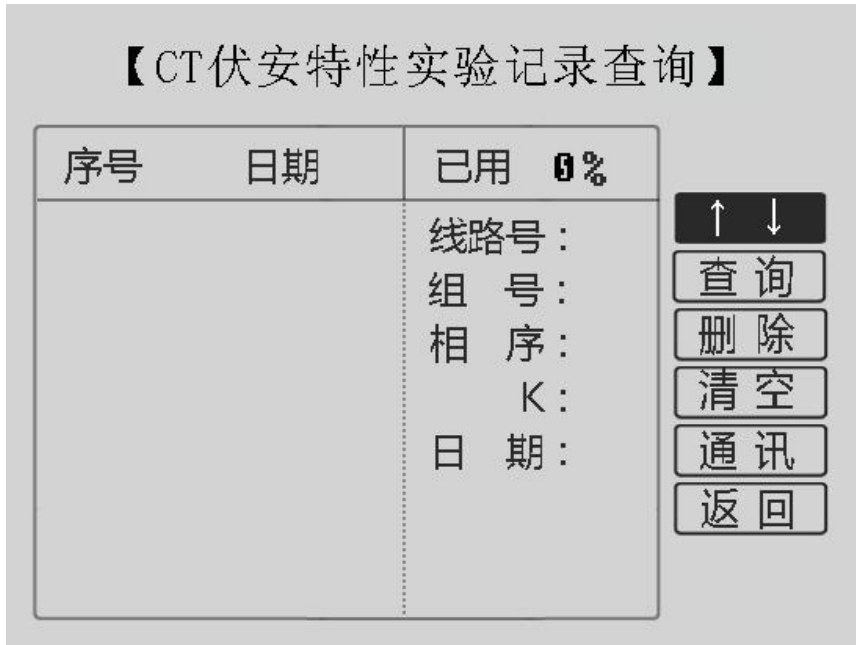 【CT伏安特性实验记录查询】
序号 日期 已用 0%
线路号：
组 号：
相 序：
K：
日 期：
↑ ↓
查 询
删 除
清 空
通 讯
返 回